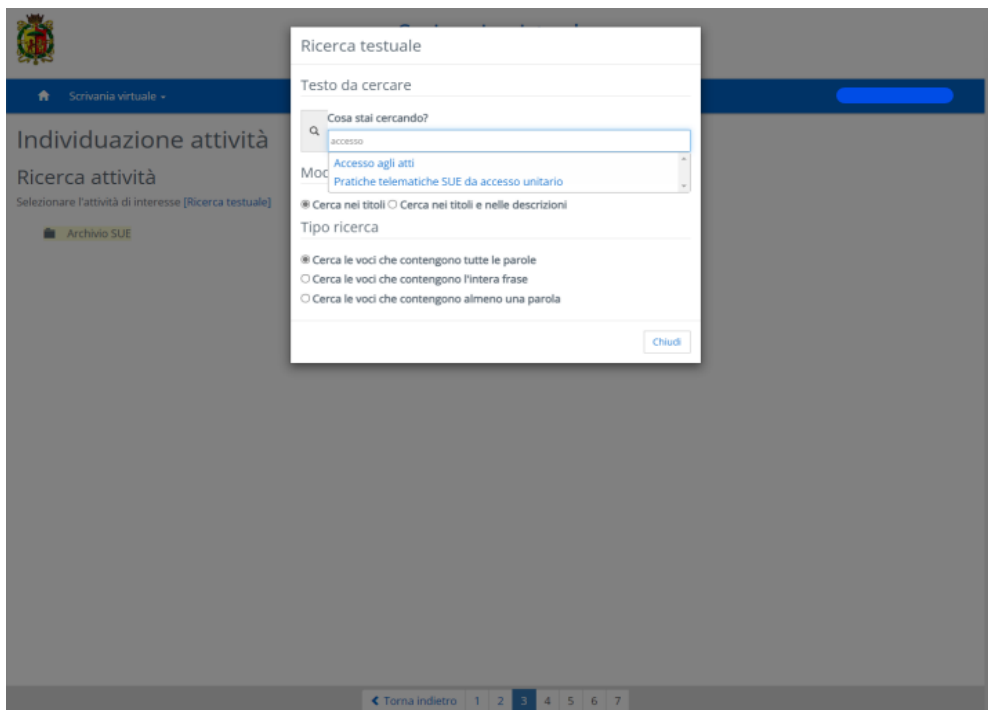 Ricerca testuale
Testo da cercare
Scrivania virtuale
Cosa stai cercando?
accesso
Individuazione attività
Accesso agli atti
Pratiche telematiche SUE da accesso unitario
Ricerca attività
Selezionare l'attività di interesse [Ricerca testuale]
Cerca nei titoli Cerca nei titoli e nelle descrizioni
Archivio SUE
Tipo ricerca
Cerca le voci che contengono tutte le parole
Cerca le voci che contengono l'intera frase
Cerca le voci che contengono almeno una parola
Chiudi
Torna indietro 1 2 3 4 5 6 7